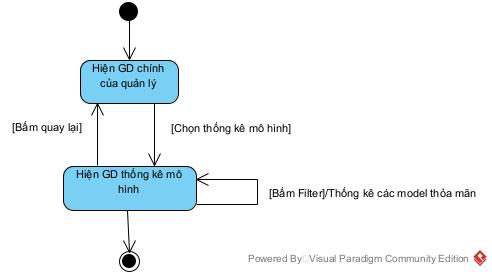 Hiện GD chính
của quản lý
[Bấm quay lại]
[Chọn thống kê mô hình]
Hiện GD thống kê mô
hình
[Bấm Filter]/Thống kê các model thỏa mãn
Powered By Visual Paradigm Community Edition